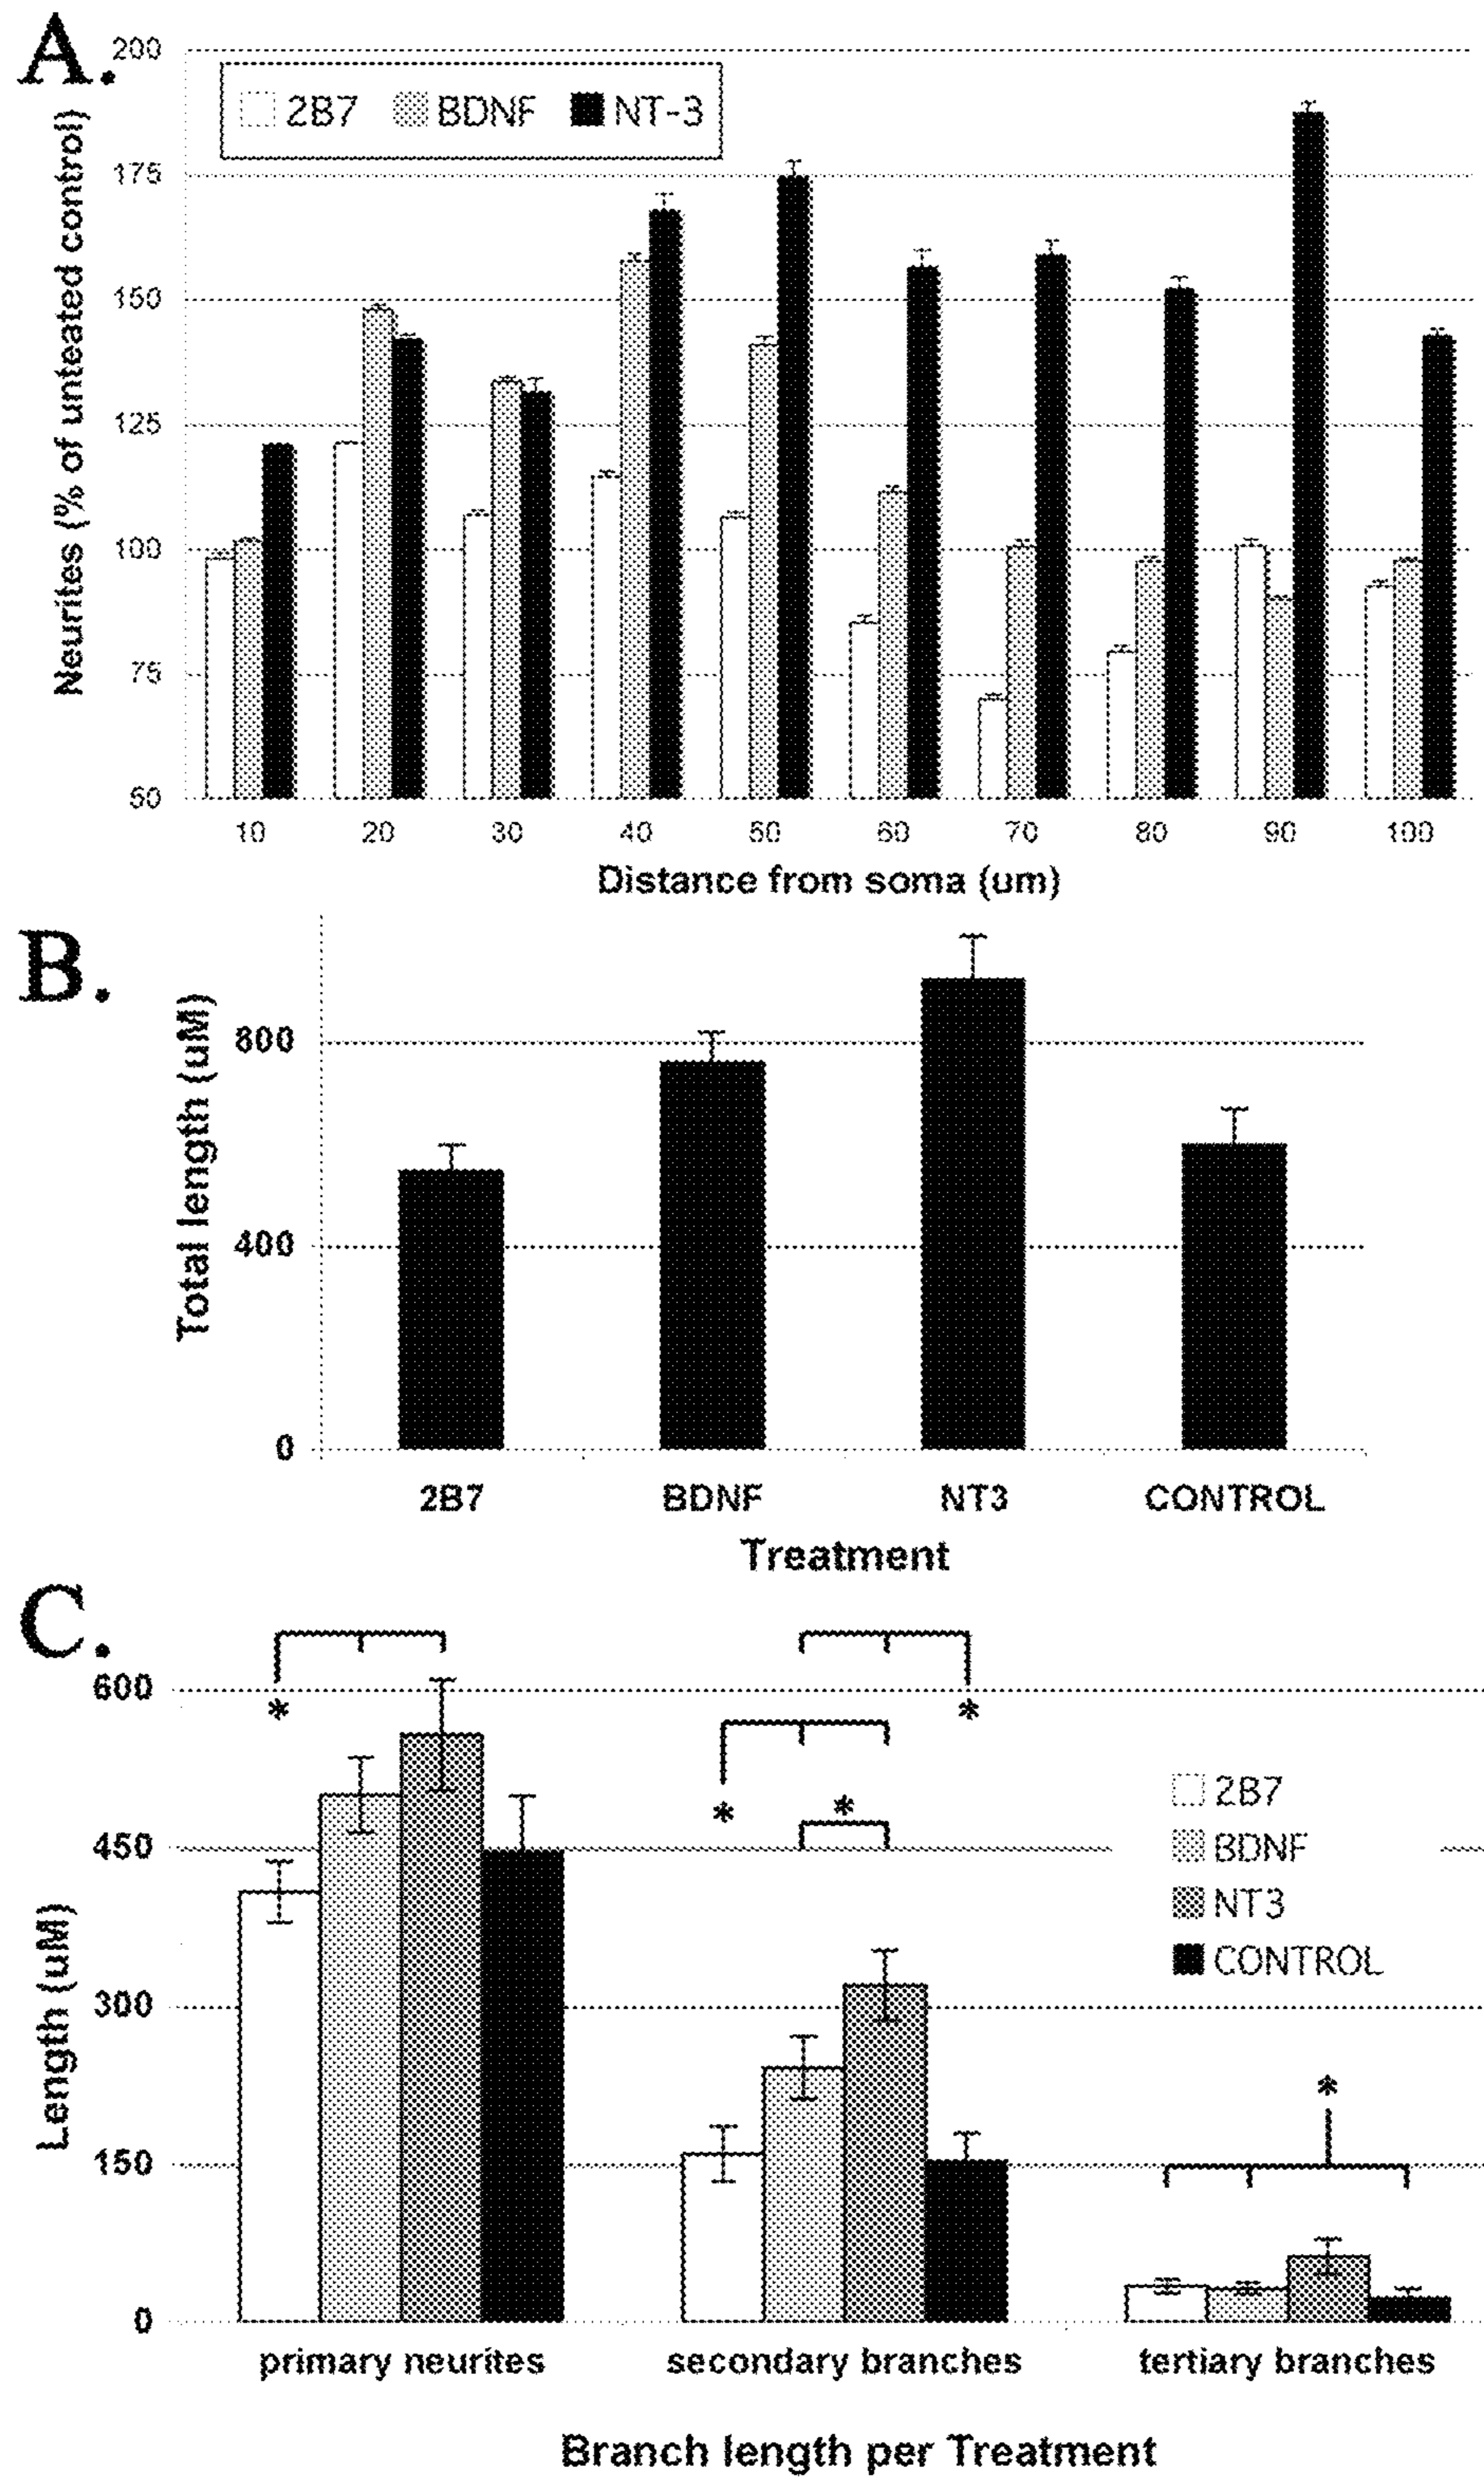 A.
200
2B7 BDNF NT-3
175
150
125
100
75
50
Neurites (% of unteated control)
10 20 30 40 50 60 70 80 90 100
Distance from soma (um)
B.
800
400
0
Total length (uM)
2B7 BDNF NT3 CONTROL
Treatment
C.
600
*
*
*
*
2B7
450
BDNF
NT3
CONTROL
300
*
150
0
Length (uM)
primary neurites secondary branches tertiary branches
Branch length per Treatment